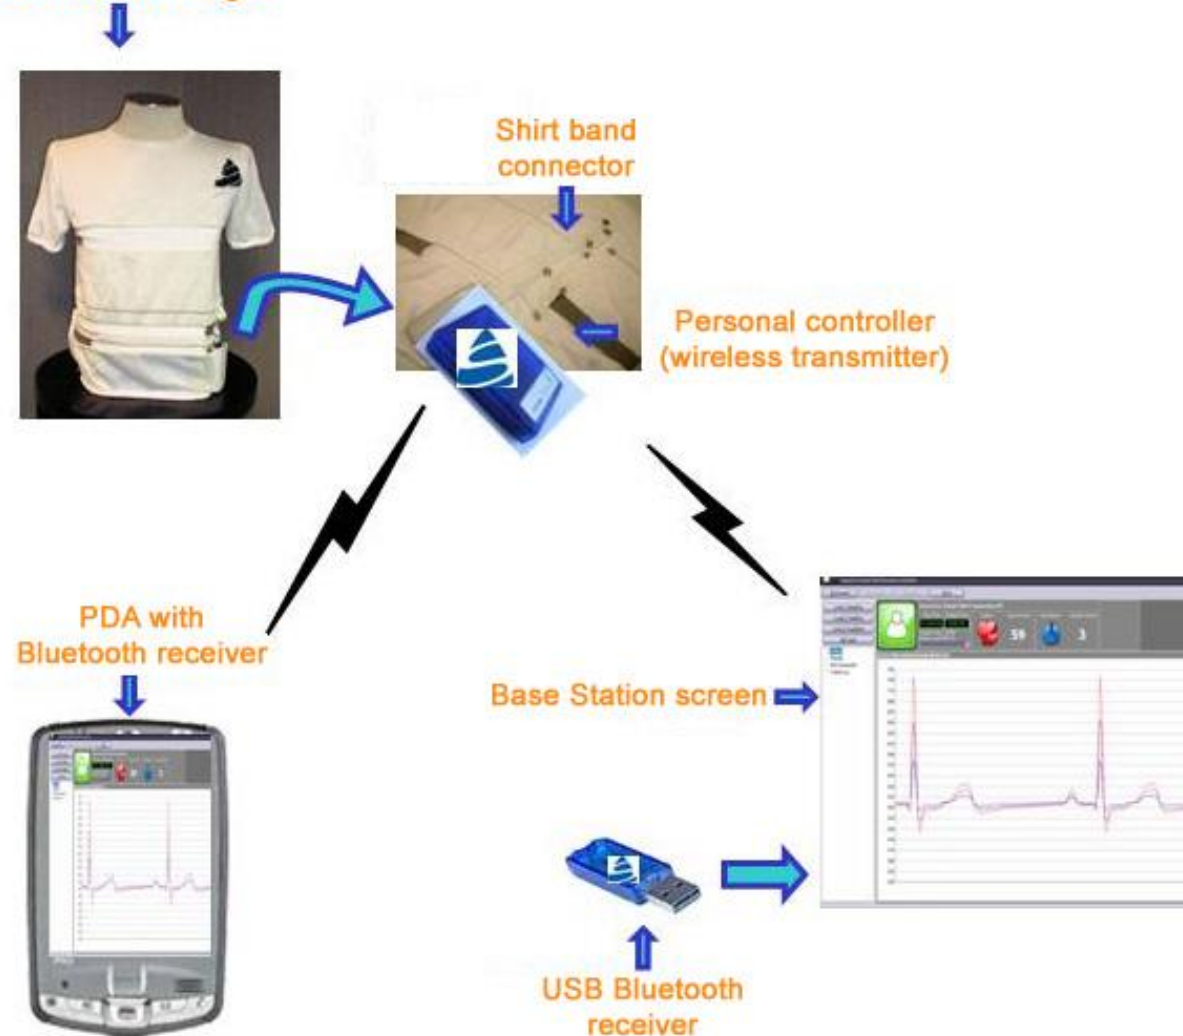 Shirt band
connector
Personal controller
(wireless transmitter)
PDA with
Bluetooth receiver
59
3
Base Station screen
USB Bluetooth
receiver